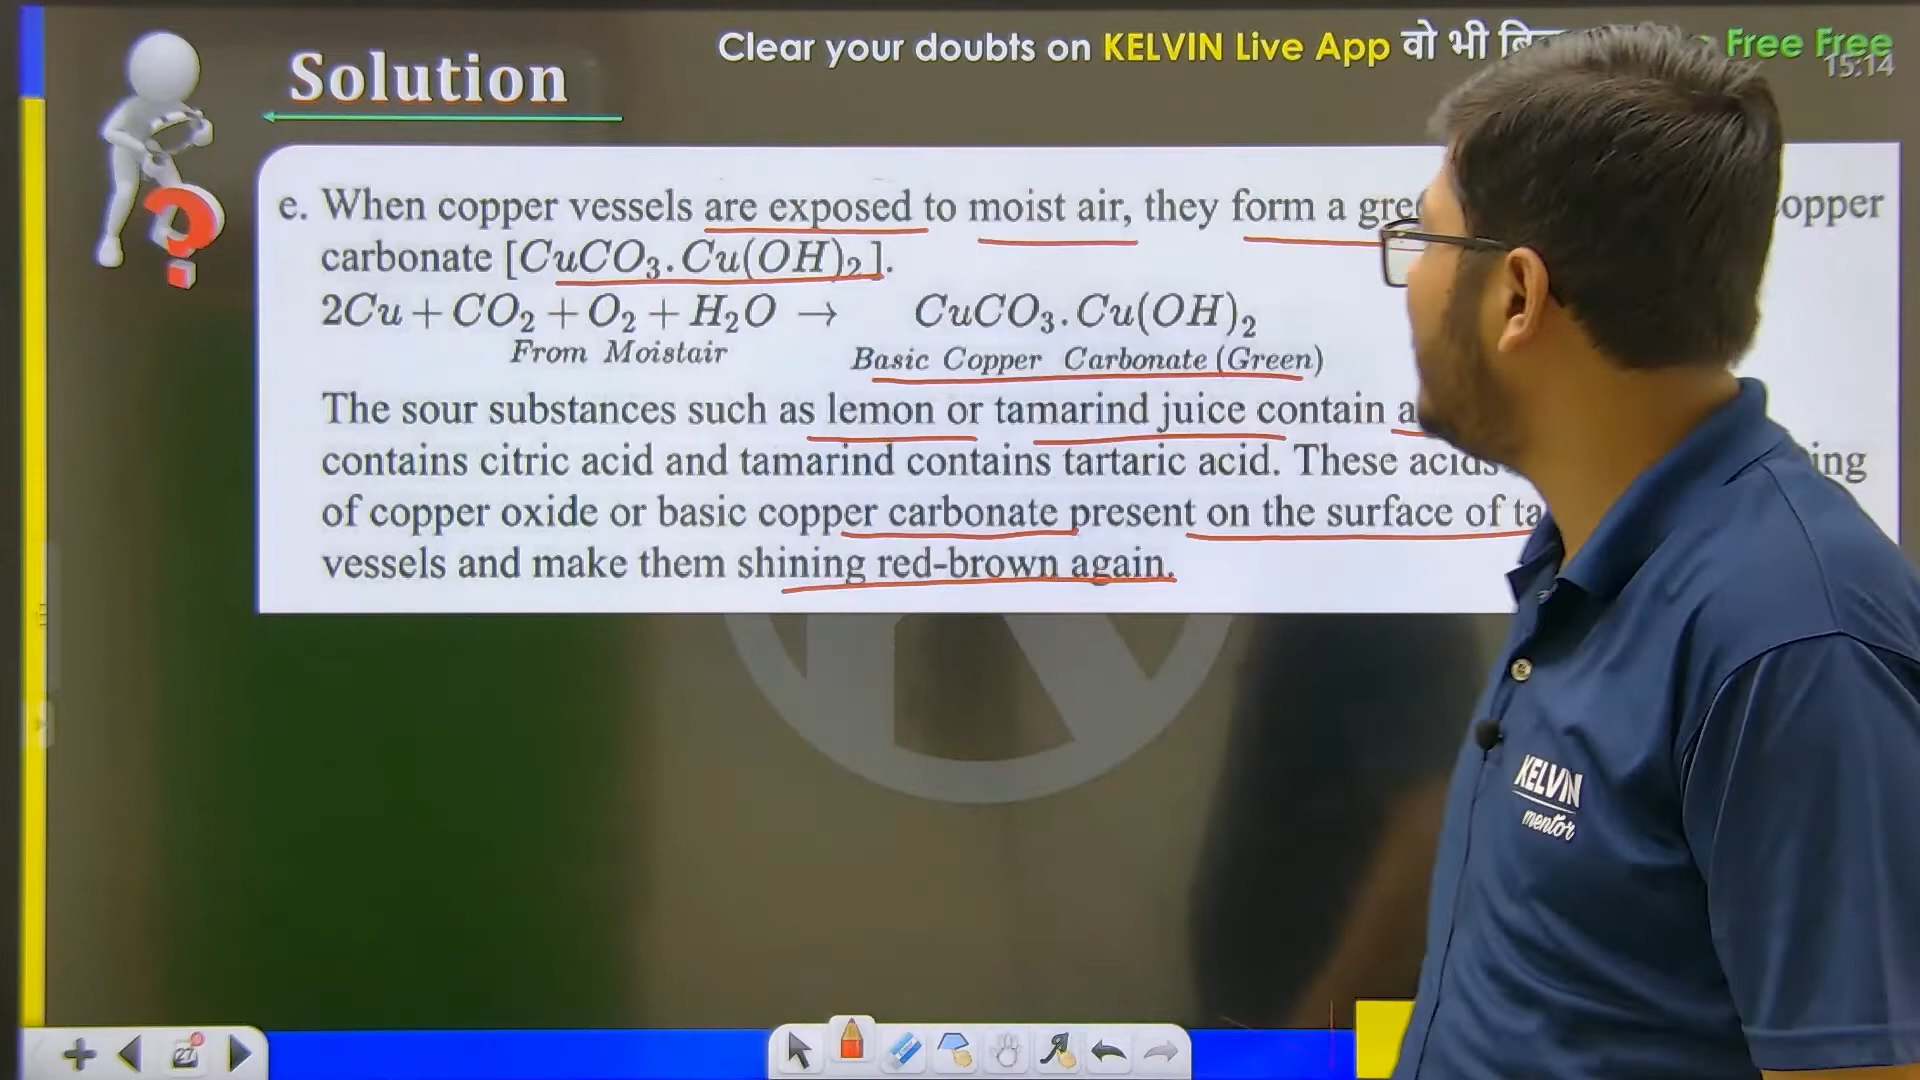 Clear your doubts on KELVIN Live App वो भी Free Free
15:14
Solution
e. When copper vessels are exposed to moist air, they form a opper
carbonate [CuCO₃.Cu(OH)₂].
2Cu + CO₂ + O₂ + H₂O → CuCO₃.Cu(OH)₂
From Moistair Basic Copper Carbonate (Green)
The sour substances such as lemon or tamarind juice contain
contains citric acid and tamarind contains tartaric acid. These acids ing
of copper oxide or basic copper carbonate present on the surface of
vessels and make them shining red-brown again.
KELVIN
mentor
27